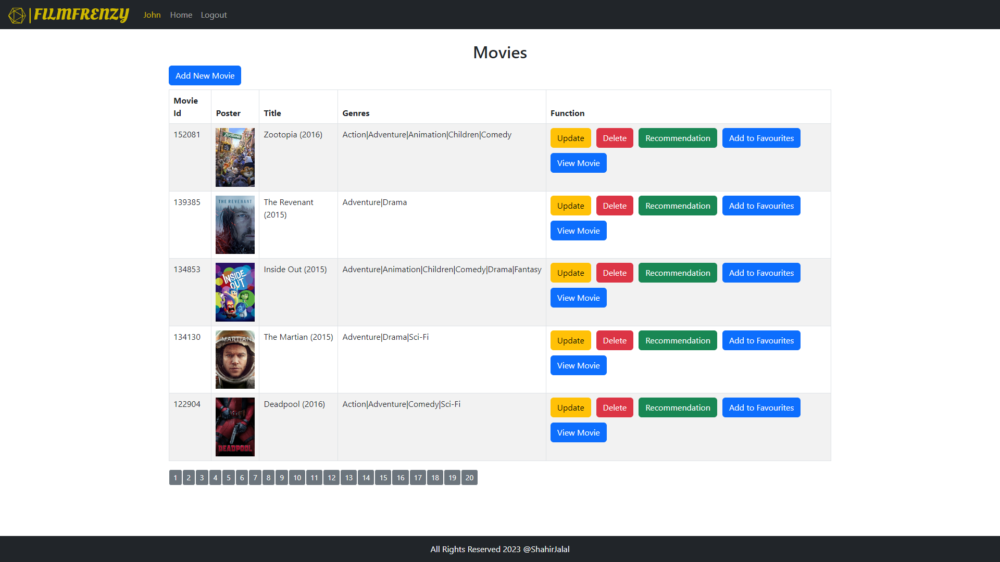 FILMFRENZY John Home Logout
Movies
Add New Movie
Movie Id Poster Title Genres Function
152081 ZOOTOPIA Zootopia (2016) Action|Adventure|Animation|Children|Comedy Update Delete Recommendation Add to Favourites
View Movie
139385 THE REVENANT The Revenant (2015) Adventure|Drama Update Delete Recommendation Add to Favourites
View Movie
134853 INSIDE OUT Inside Out (2015) Adventure|Animation|Children|Comedy|Drama|Fantasy Update Delete Recommendation Add to Favourites
View Movie
134130 MARTIAN The Martian (2015) Adventure|Drama|Sci-Fi Update Delete Recommendation Add to Favourites
View Movie
122904 DEADPOOL Deadpool (2016) Action|Adventure|Comedy|Sci-Fi Update Delete Recommendation Add to Favourites
View Movie
1 2 3 4 5 6 7 8 9 10 11 12 13 14 15 16 17 18 19 20
All Rights Reserved 2023 @ShahirJalal